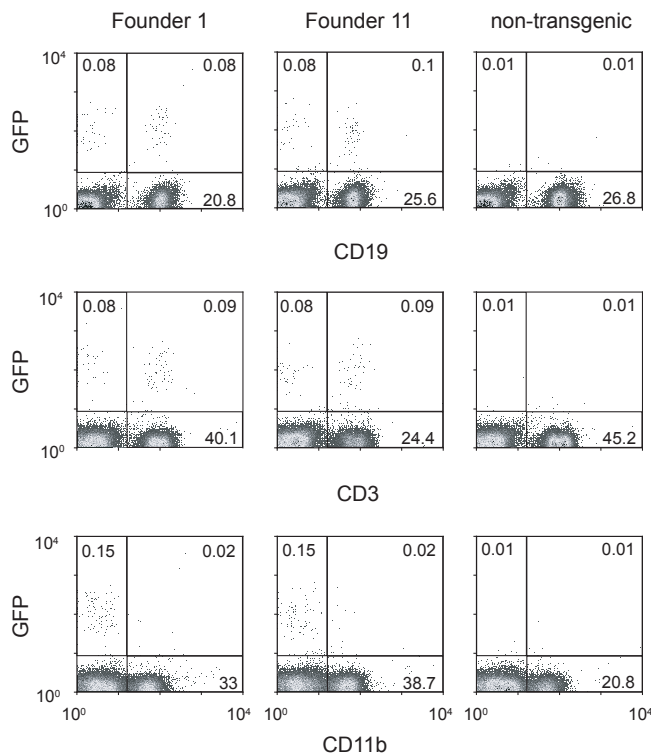 Founder 1 Founder 11 non-transgenic
10⁴ 0.08 0.08 0.08 0.1 0.01 0.01
GFP
20.8 25.6 26.8
10⁰
CD19
10⁴ 0.08 0.09 0.08 0.09 0.01 0.01
GFP
40.1 24.4 45.2
10⁰
CD3
10⁴ 0.15 0.02 0.15 0.02 0.01 0.01
GFP
33 38.7 20.8
10⁰
10⁰ 10⁴ 10⁰ 10⁴ 10⁰ 10⁴
CD11b